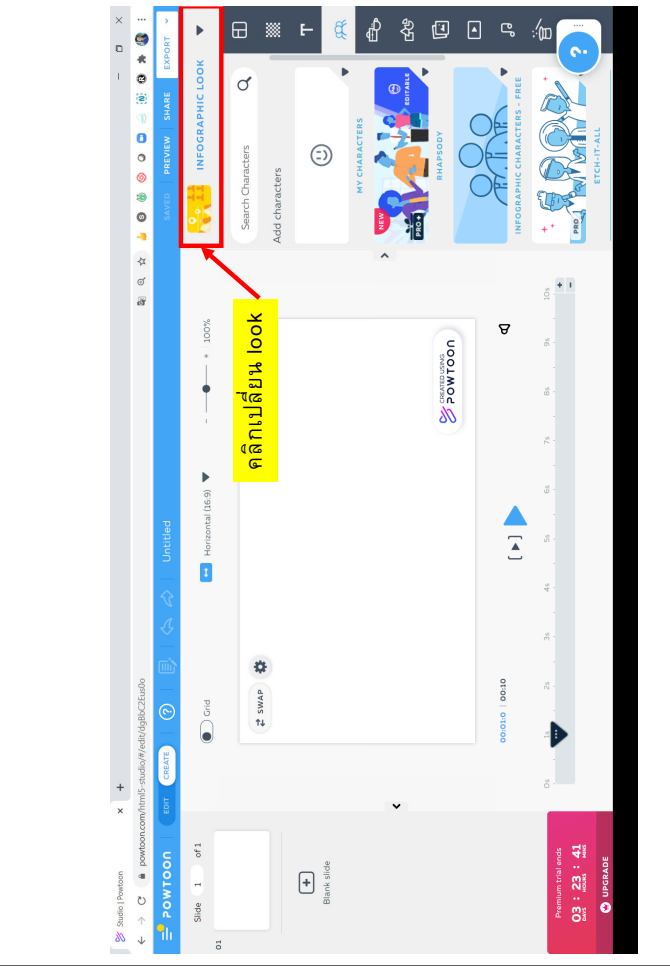 Studio | Powtoon
powtoon.com/html5-studio/#/edit/dgBbC2Eus0o
POWTOON
EDIT
CREATE
Untitled
SAVED
PREVIEW
SHARE
EXPORT
Slide 1 of 1
Grid
Horizontal (16:9)
100%
INFOGRAPHIC LOOK
คลิกเปลี่ยน look
01
SWAP
Blank slide
CREATED USING
POWTOON
Search Characters
Add characters
MY CHARACTERS
EDITABLE
NEW
PRO+
RHAPSODY
INFOGRAPHIC CHARACTERS - FREE
PRO
ETCH-IT-ALL
00:01.0 | 00:10
0s 1s 2s 3s 4s 5s 6s 7s 8s 9s 10s
Premium trial ends
03 : 23 : 41
DAYS HOURS MINS
UPGRADE